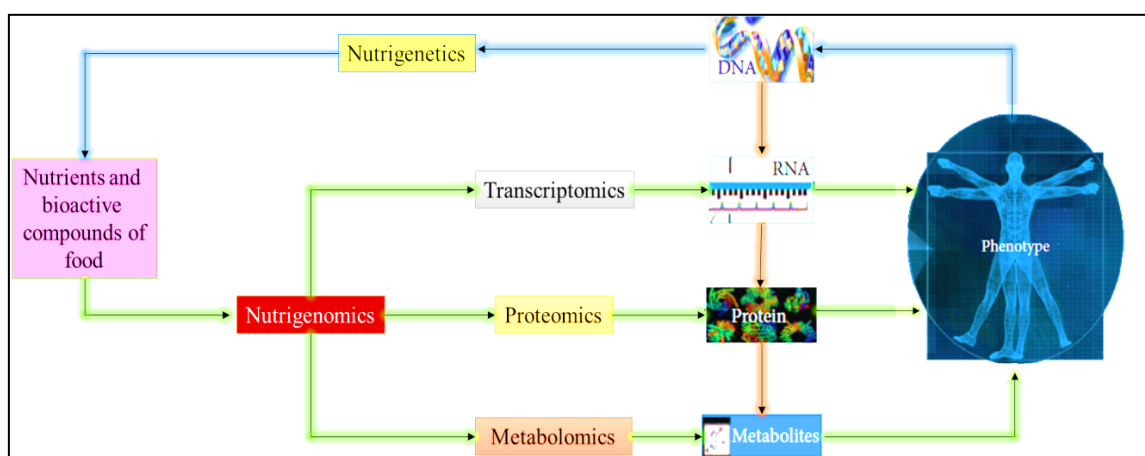 Nutrigenetics
DNA
Nutrients and
bioactive
compounds of
food
Transcriptomics
RNA
Phenotype
Nutrigenomics
Proteomics
Protein
Metabolomics
Metabolites